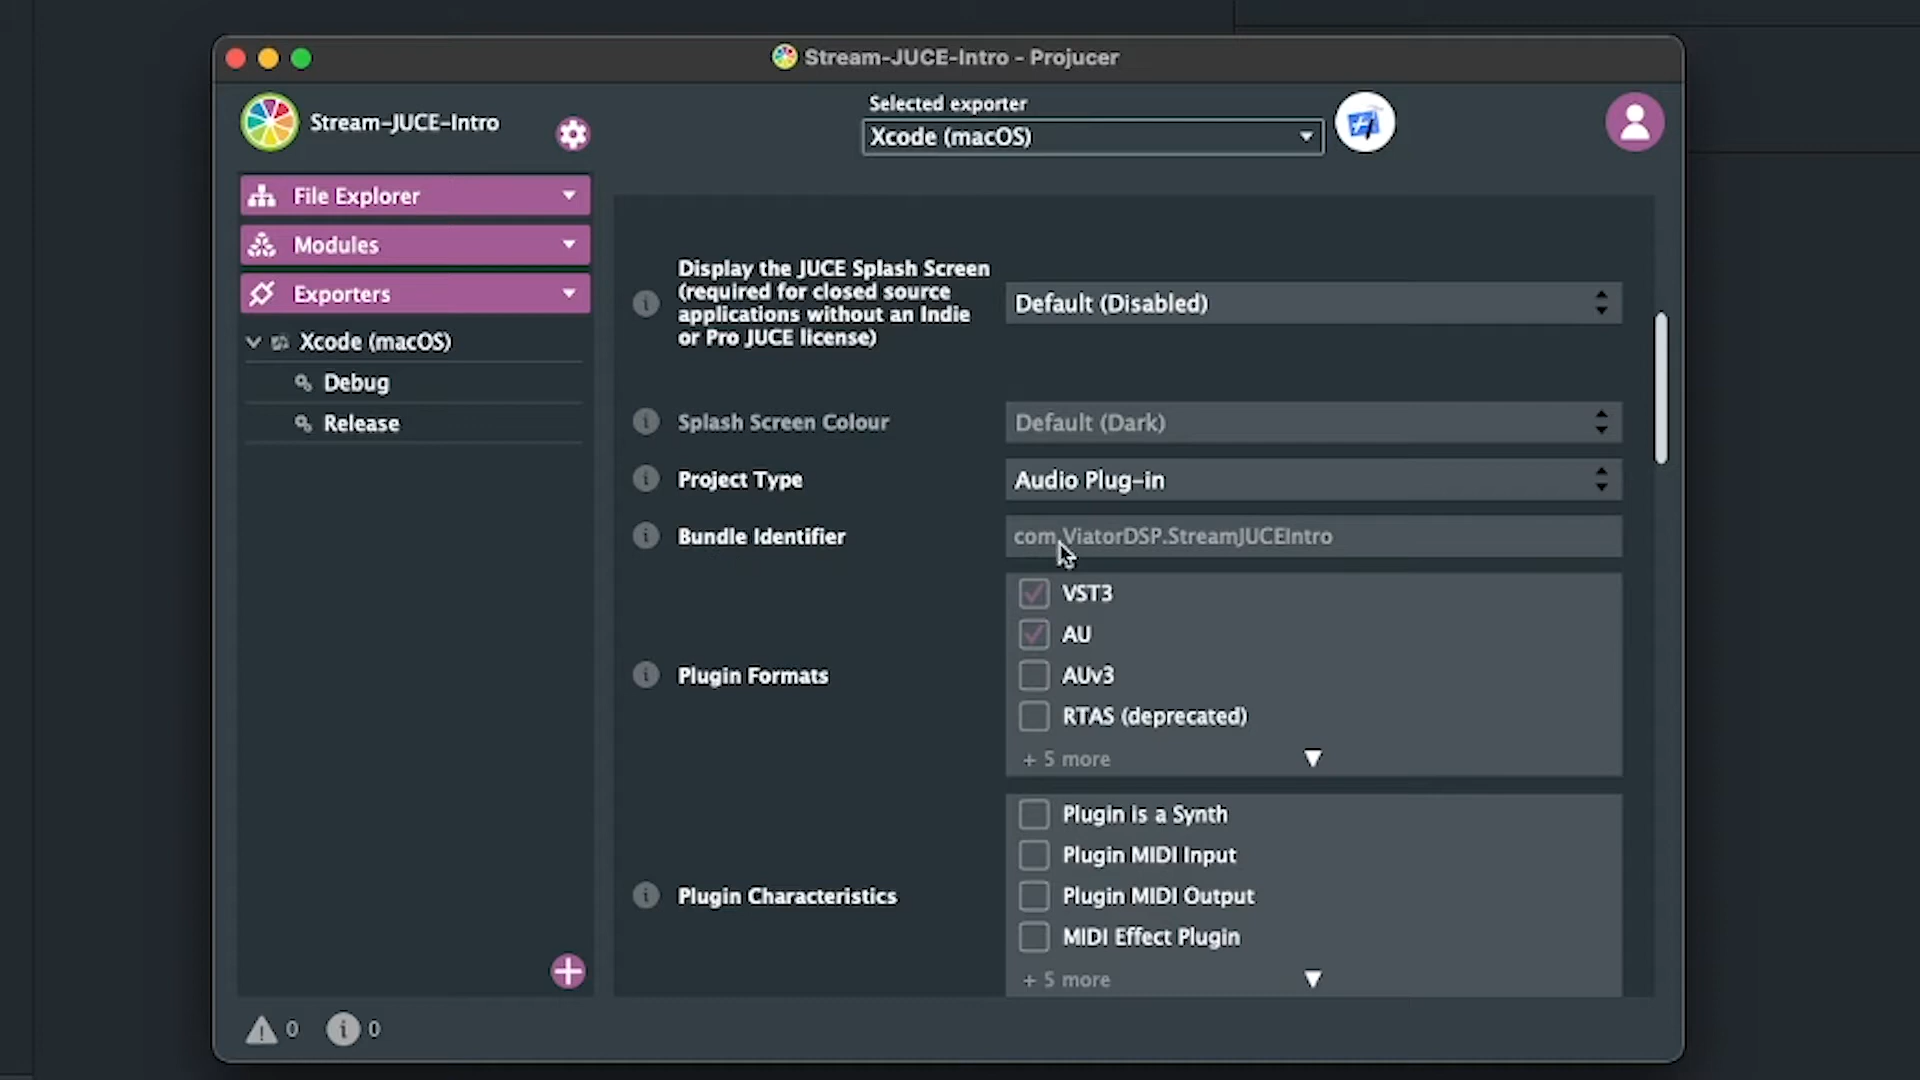 Stream-JUCE-Intro - Projucer
Stream-JUCE-Intro
Selected exporter
Xcode (macOS)
File Explorer
Modules
Exporters
Xcode (macOS)
Debug
Release
Display the JUCE Splash Screen
(required for closed source
applications without an Indie
or Pro JUCE license)
Default (Disabled)
Splash Screen Colour
Default (Dark)
Project Type
Audio Plug-in
Bundle Identifier
com.ViatorDSP.StreamJUCEIntro
Plugin Formats
VST3
AU
AUv3
RTAS (deprecated)
+ 5 more
Plugin Characteristics
Plugin is a Synth
Plugin MIDI Input
Plugin MIDI Output
MIDI Effect Plugin
+ 5 more
0
0